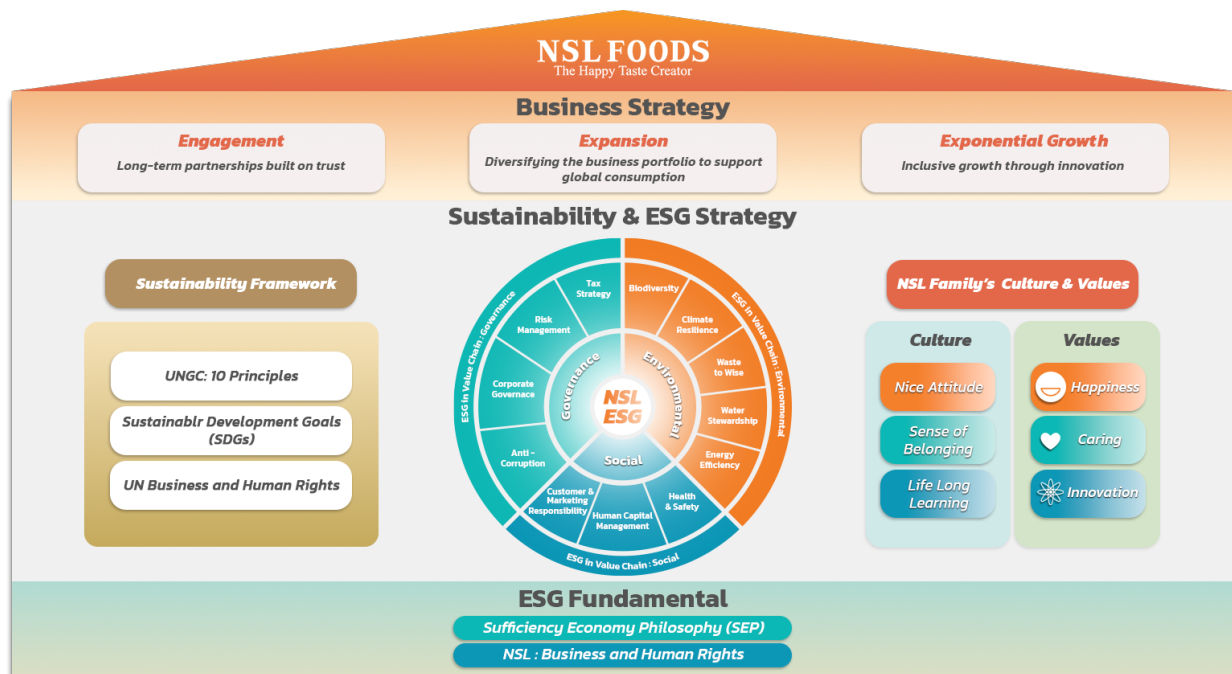 NSL FOODS
The Happy Taste Creator
Business Strategy
Engagement
Long-term partnerships built on trust
Expansion
Diversifying the business portfolio to support
global consumption
Exponential Growth
Inclusive growth through innovation
Sustainability & ESG Strategy
Sustainability Framework
UNGC: 10 Principles
Sustainablr Development Goals
(SDGs)
UN Business and Human Rights
ESG in Value Chain : Governance
Tax
Strategy
Risk
Management
Corporate
Governace
Anti -
Corruption
Governance
ESG in Value Chain : Environmental
Biodiversity
Climate
Resilience
Waste
to Wise
Water
Stewardship
Energy
Efficiency
Environmental
NSL
ESG
Social
Customer &
Marketing
Responsibility
Human Capital
Management
Health
& Safety
ESG in Value Chain : Social
NSL Family's Culture & Values
Culture
Nice Attitude
Sense of
Belonging
Life Long
Learning
Values
Happiness
Caring
Innovation
ESG Fundamental
Sufficiency Economy Philosophy (SEP)
NSL : Business and Human Rights